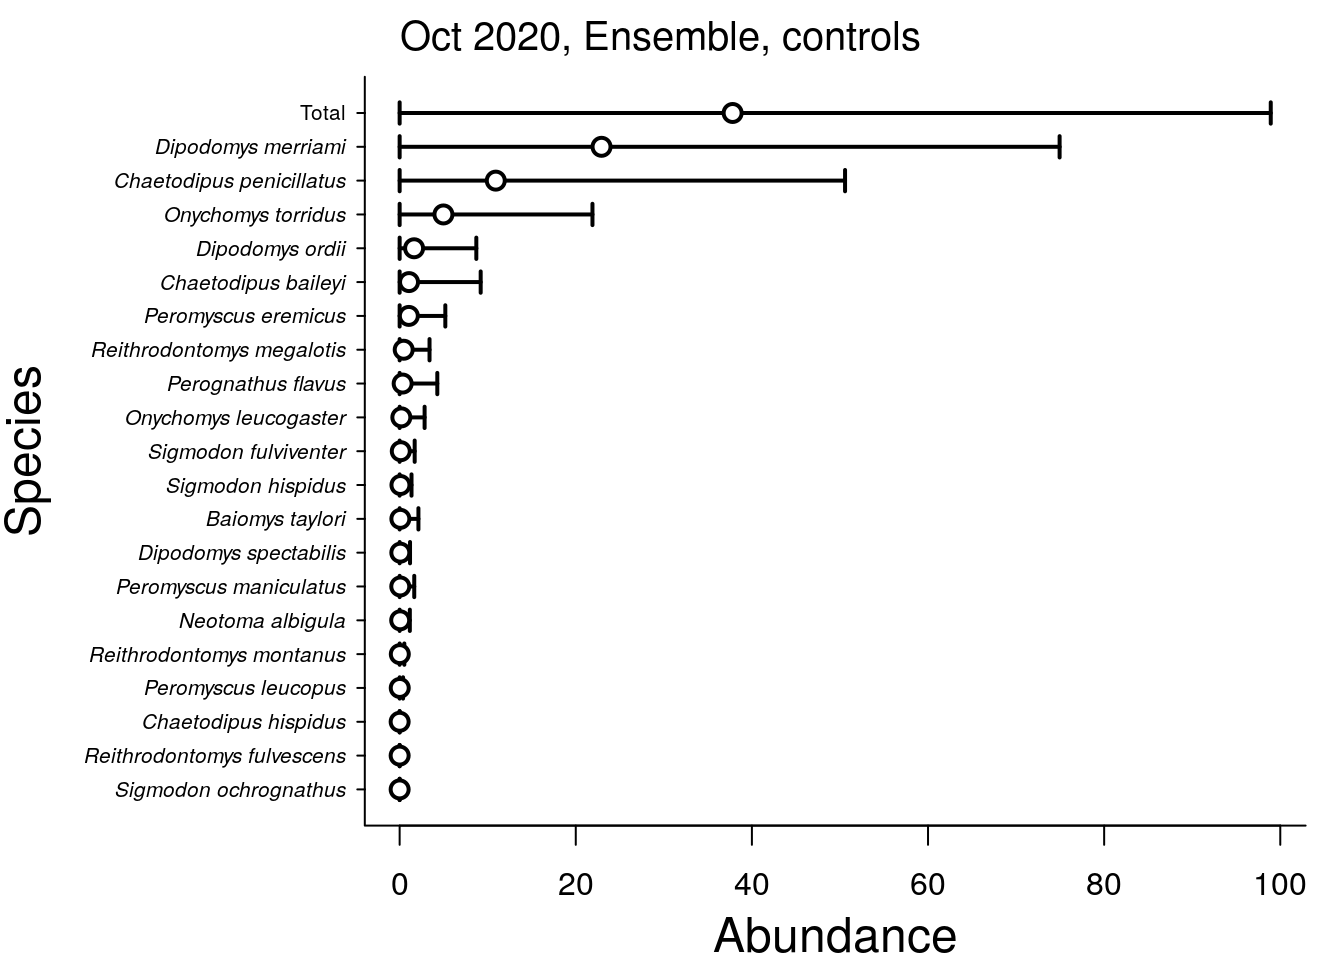 Oct 2020, Ensemble, controls
Species
Total
Dipodomys merriami
Chaetodipus penicillatus
Onychomys torridus
Dipodomys ordii
Chaetodipus baileyi
Peromyscus eremicus
Reithrodontomys megalotis
Perognathus flavus
Onychomys leucogaster
Sigmodon fulviventer
Sigmodon hispidus
Baiomys taylori
Dipodomys spectabilis
Peromyscus maniculatus
Neotoma albigula
Reithrodontomys montanus
Peromyscus leucopus
Chaetodipus hispidus
Reithrodontomys fulvescens
Sigmodon ochrognathus
0 20 40 60 80 100
Abundance